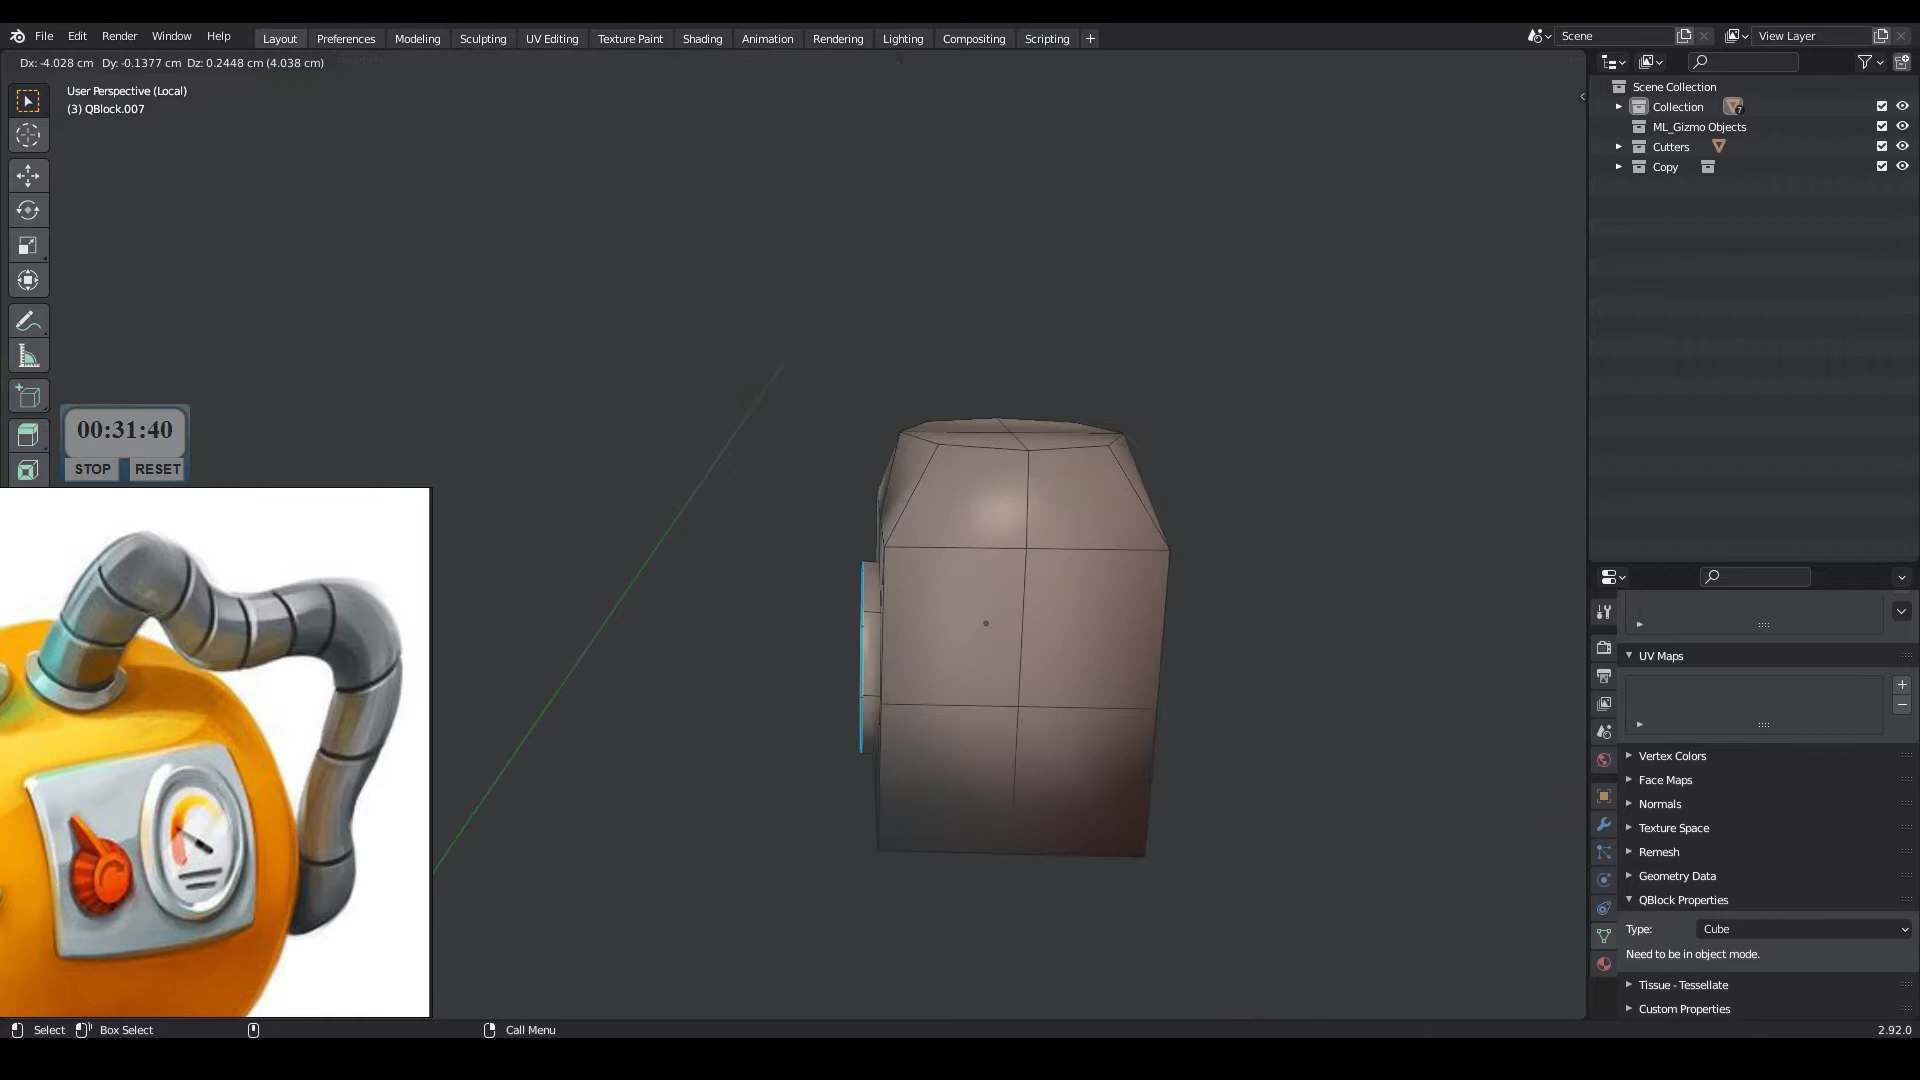 File Edit Render Window Help
Layout Preferences Modeling Sculpting UV Editing Texture Paint Shading Animation Rendering Lighting Compositing Scripting +
Scene
View Layer
Dx: -4.028 cm Dy: -0.1377 cm Dz: 0.2448 cm (4.038 cm)
User Perspective (Local)
(3) QBlock.007
Scene Collection
Collection 7
ML_Gizmo Objects
Cutters
Copy
00:31:40
STOP RESET
UV Maps
Vertex Colors
Face Maps
Normals
Texture Space
Remesh
Geometry Data
QBlock Properties
Type: Cube
Need to be in object mode.
Tissue - Tessellate
Custom Properties
Select Box Select Call Menu 2.92.0